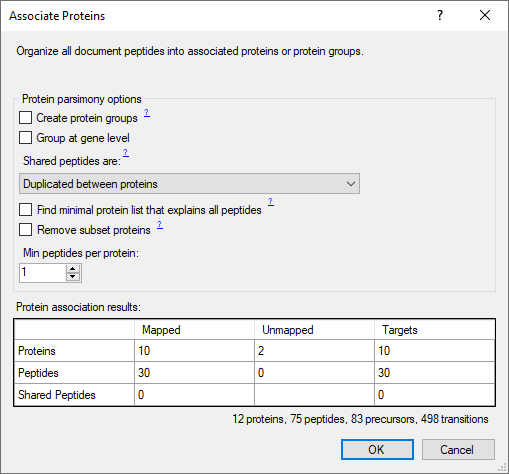 Associate Proteins
?
Organize all document peptides into associated proteins or protein groups.
Protein parsimony options
Create protein groups ?
Group at gene level
Shared peptides are: ?
Duplicated between proteins
Find minimal protein list that explains all peptides ?
Remove subset proteins ?
Min peptides per protein:
1
Protein association results:
Mapped Unmapped Targets
Proteins 10 2 10
Peptides 30 0 30
Shared Peptides 0 0
12 proteins, 75 peptides, 83 precursors, 498 transitions
OK Cancel